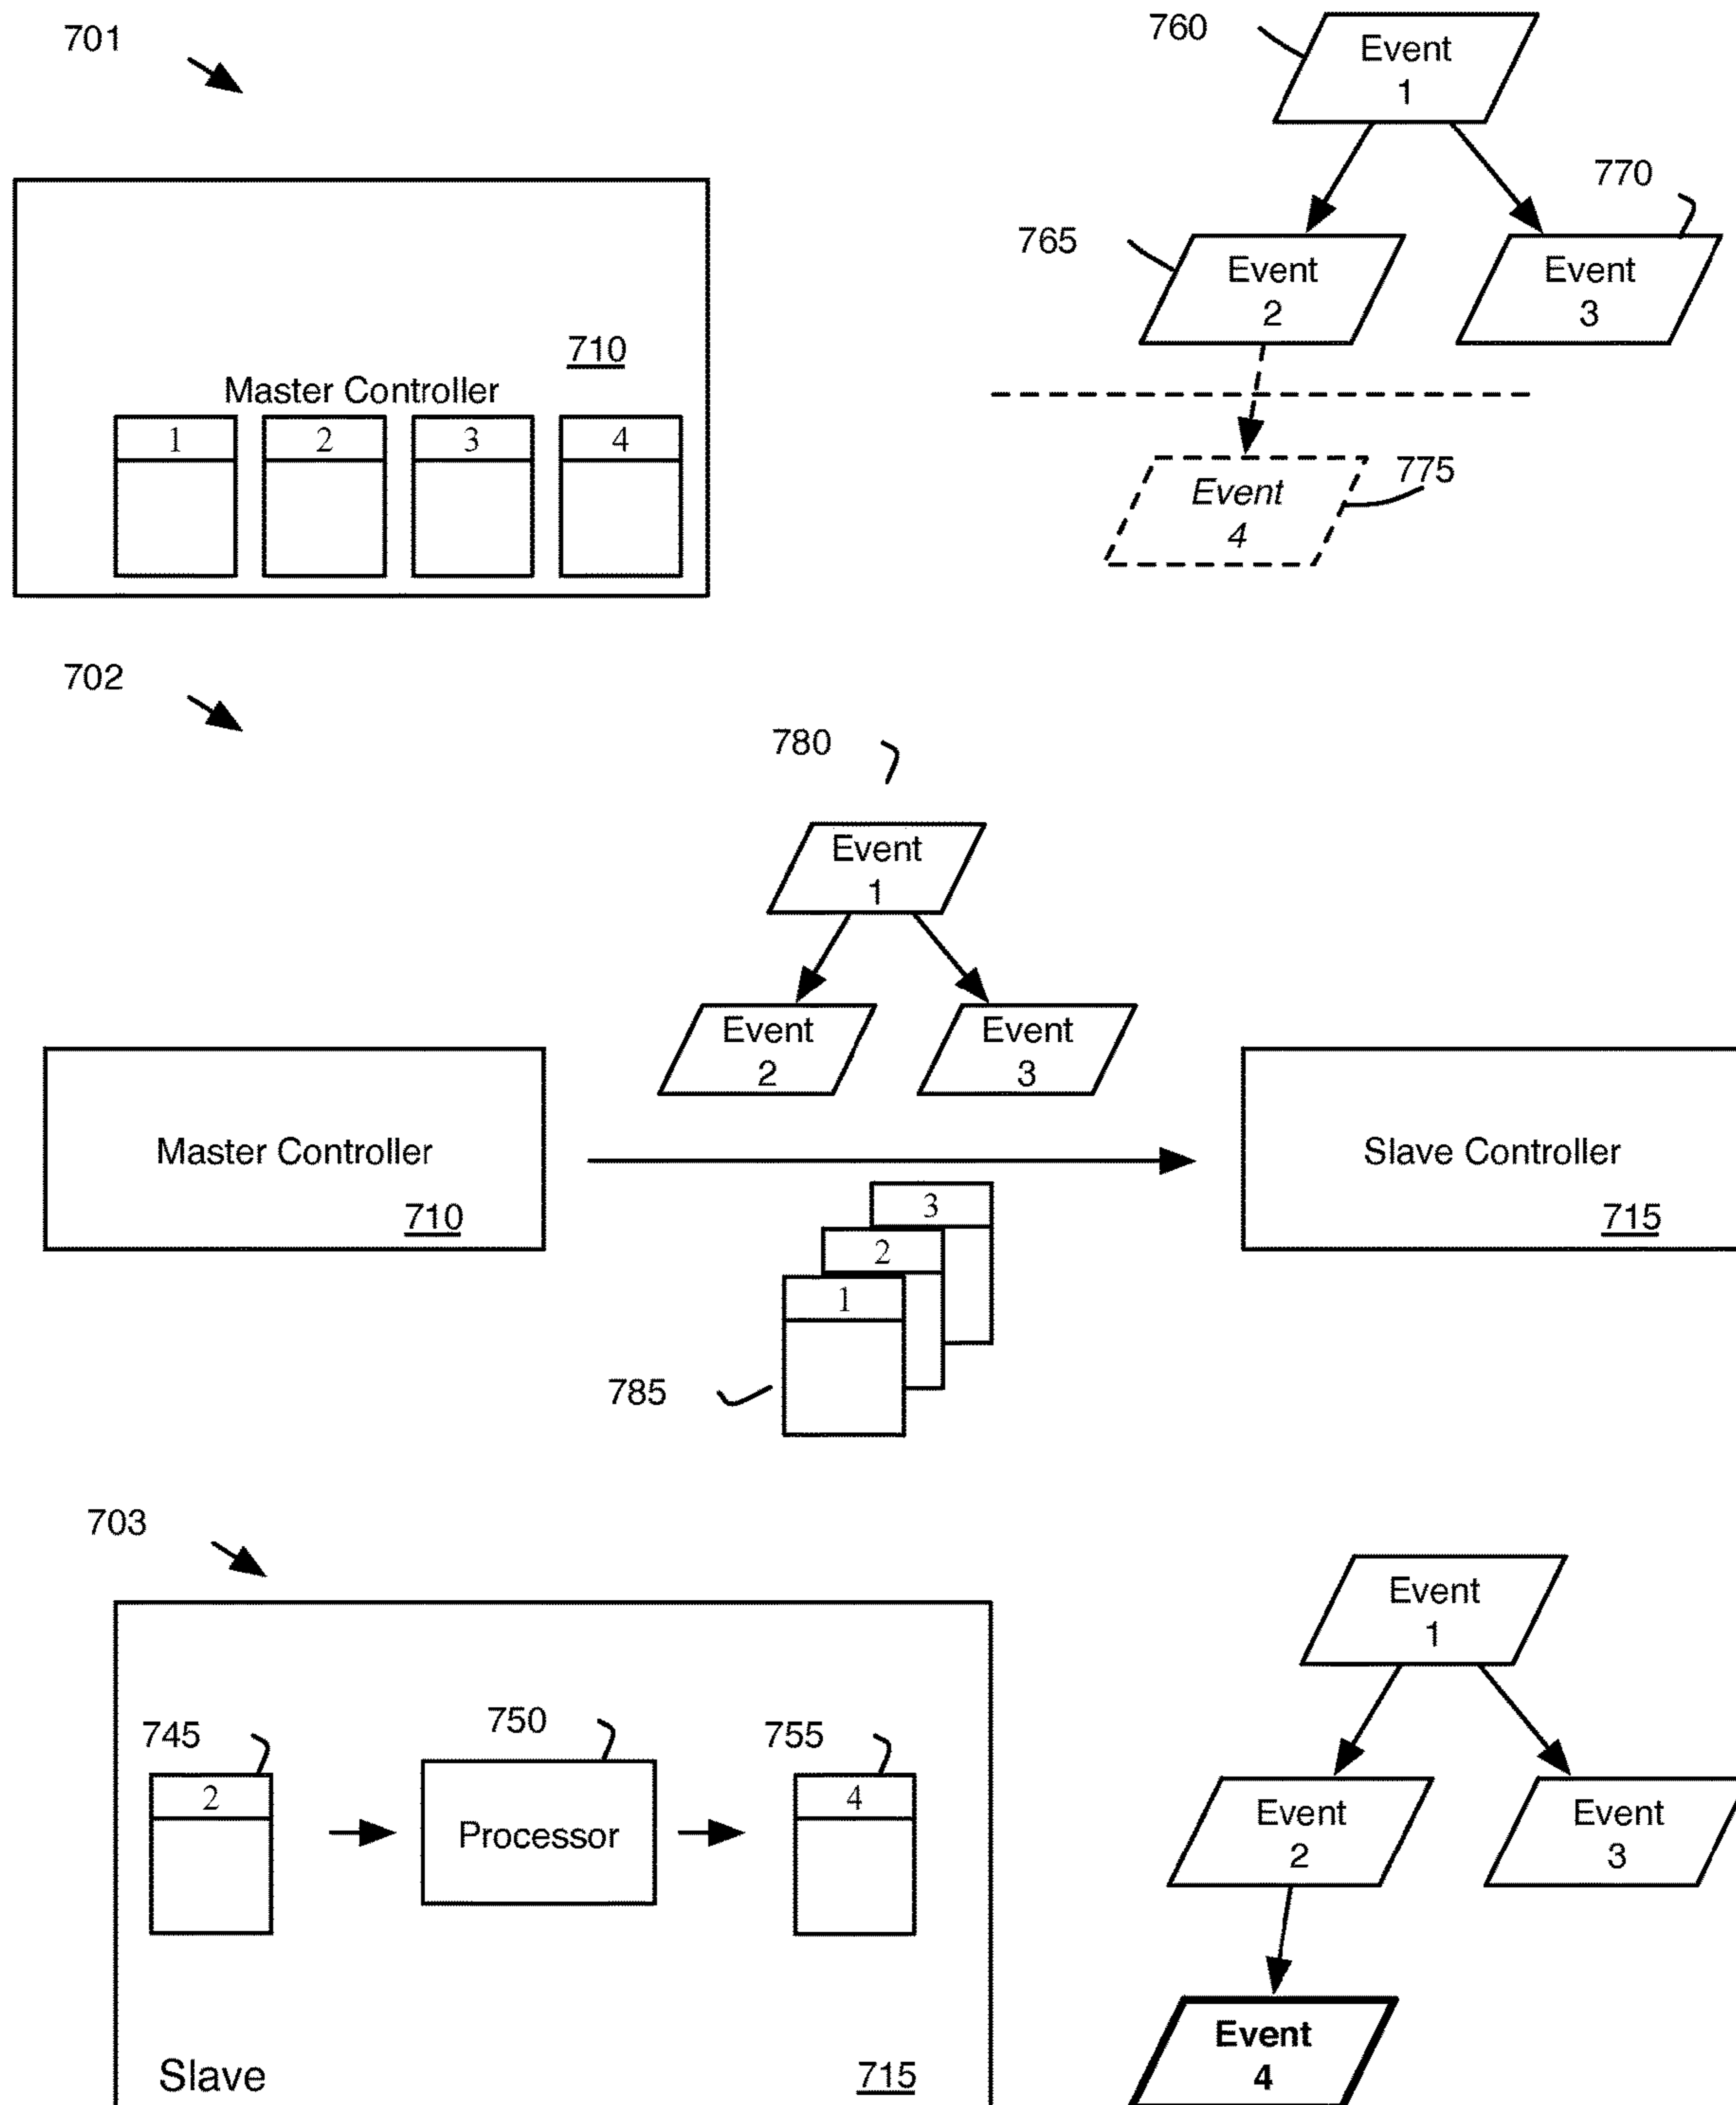 701
760
Event
1
770
765
Event
2
Event
3
710
Master Controller
1 2 3 4
775
Event
4
702
780
Event
1
Event
2
Event
3
Master Controller
710
Slave Controller
715
3
2
1
785
703
Event
1
745
750
755
2
Processor
4
Event
2
Event
3
Event
4
Slave
715